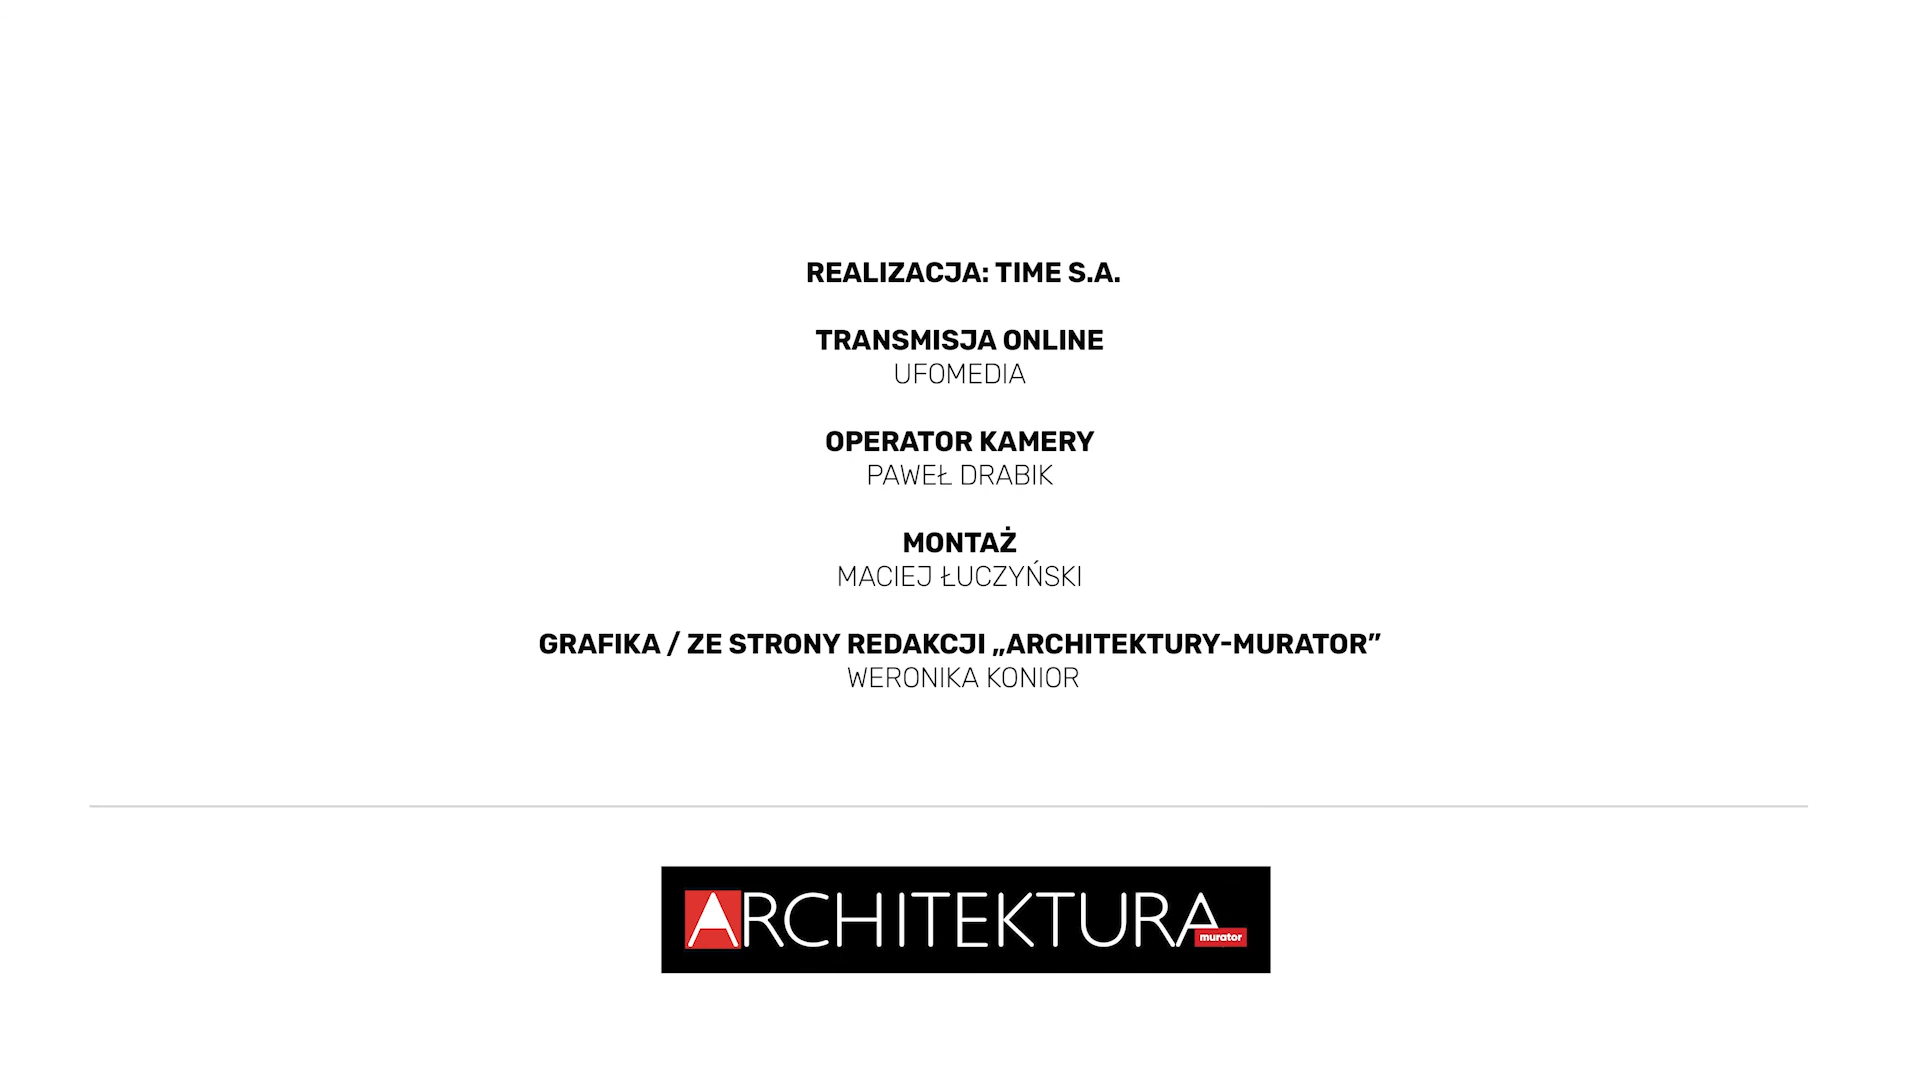 REALIZACJA: TIME S.A.
TRANSMISJA ONLINE
UFOMEDIA
OPERATOR KAMERY
PAWEŁ DRABIK
MONTAŻ
MACIEJ ŁUCZYŃSKI
GRAFIKA / ZE STRONY REDAKCJI „ARCHITEKTURY-MURATOR”
WERONIKA KONIOR
ARCHITEKTURA
murator